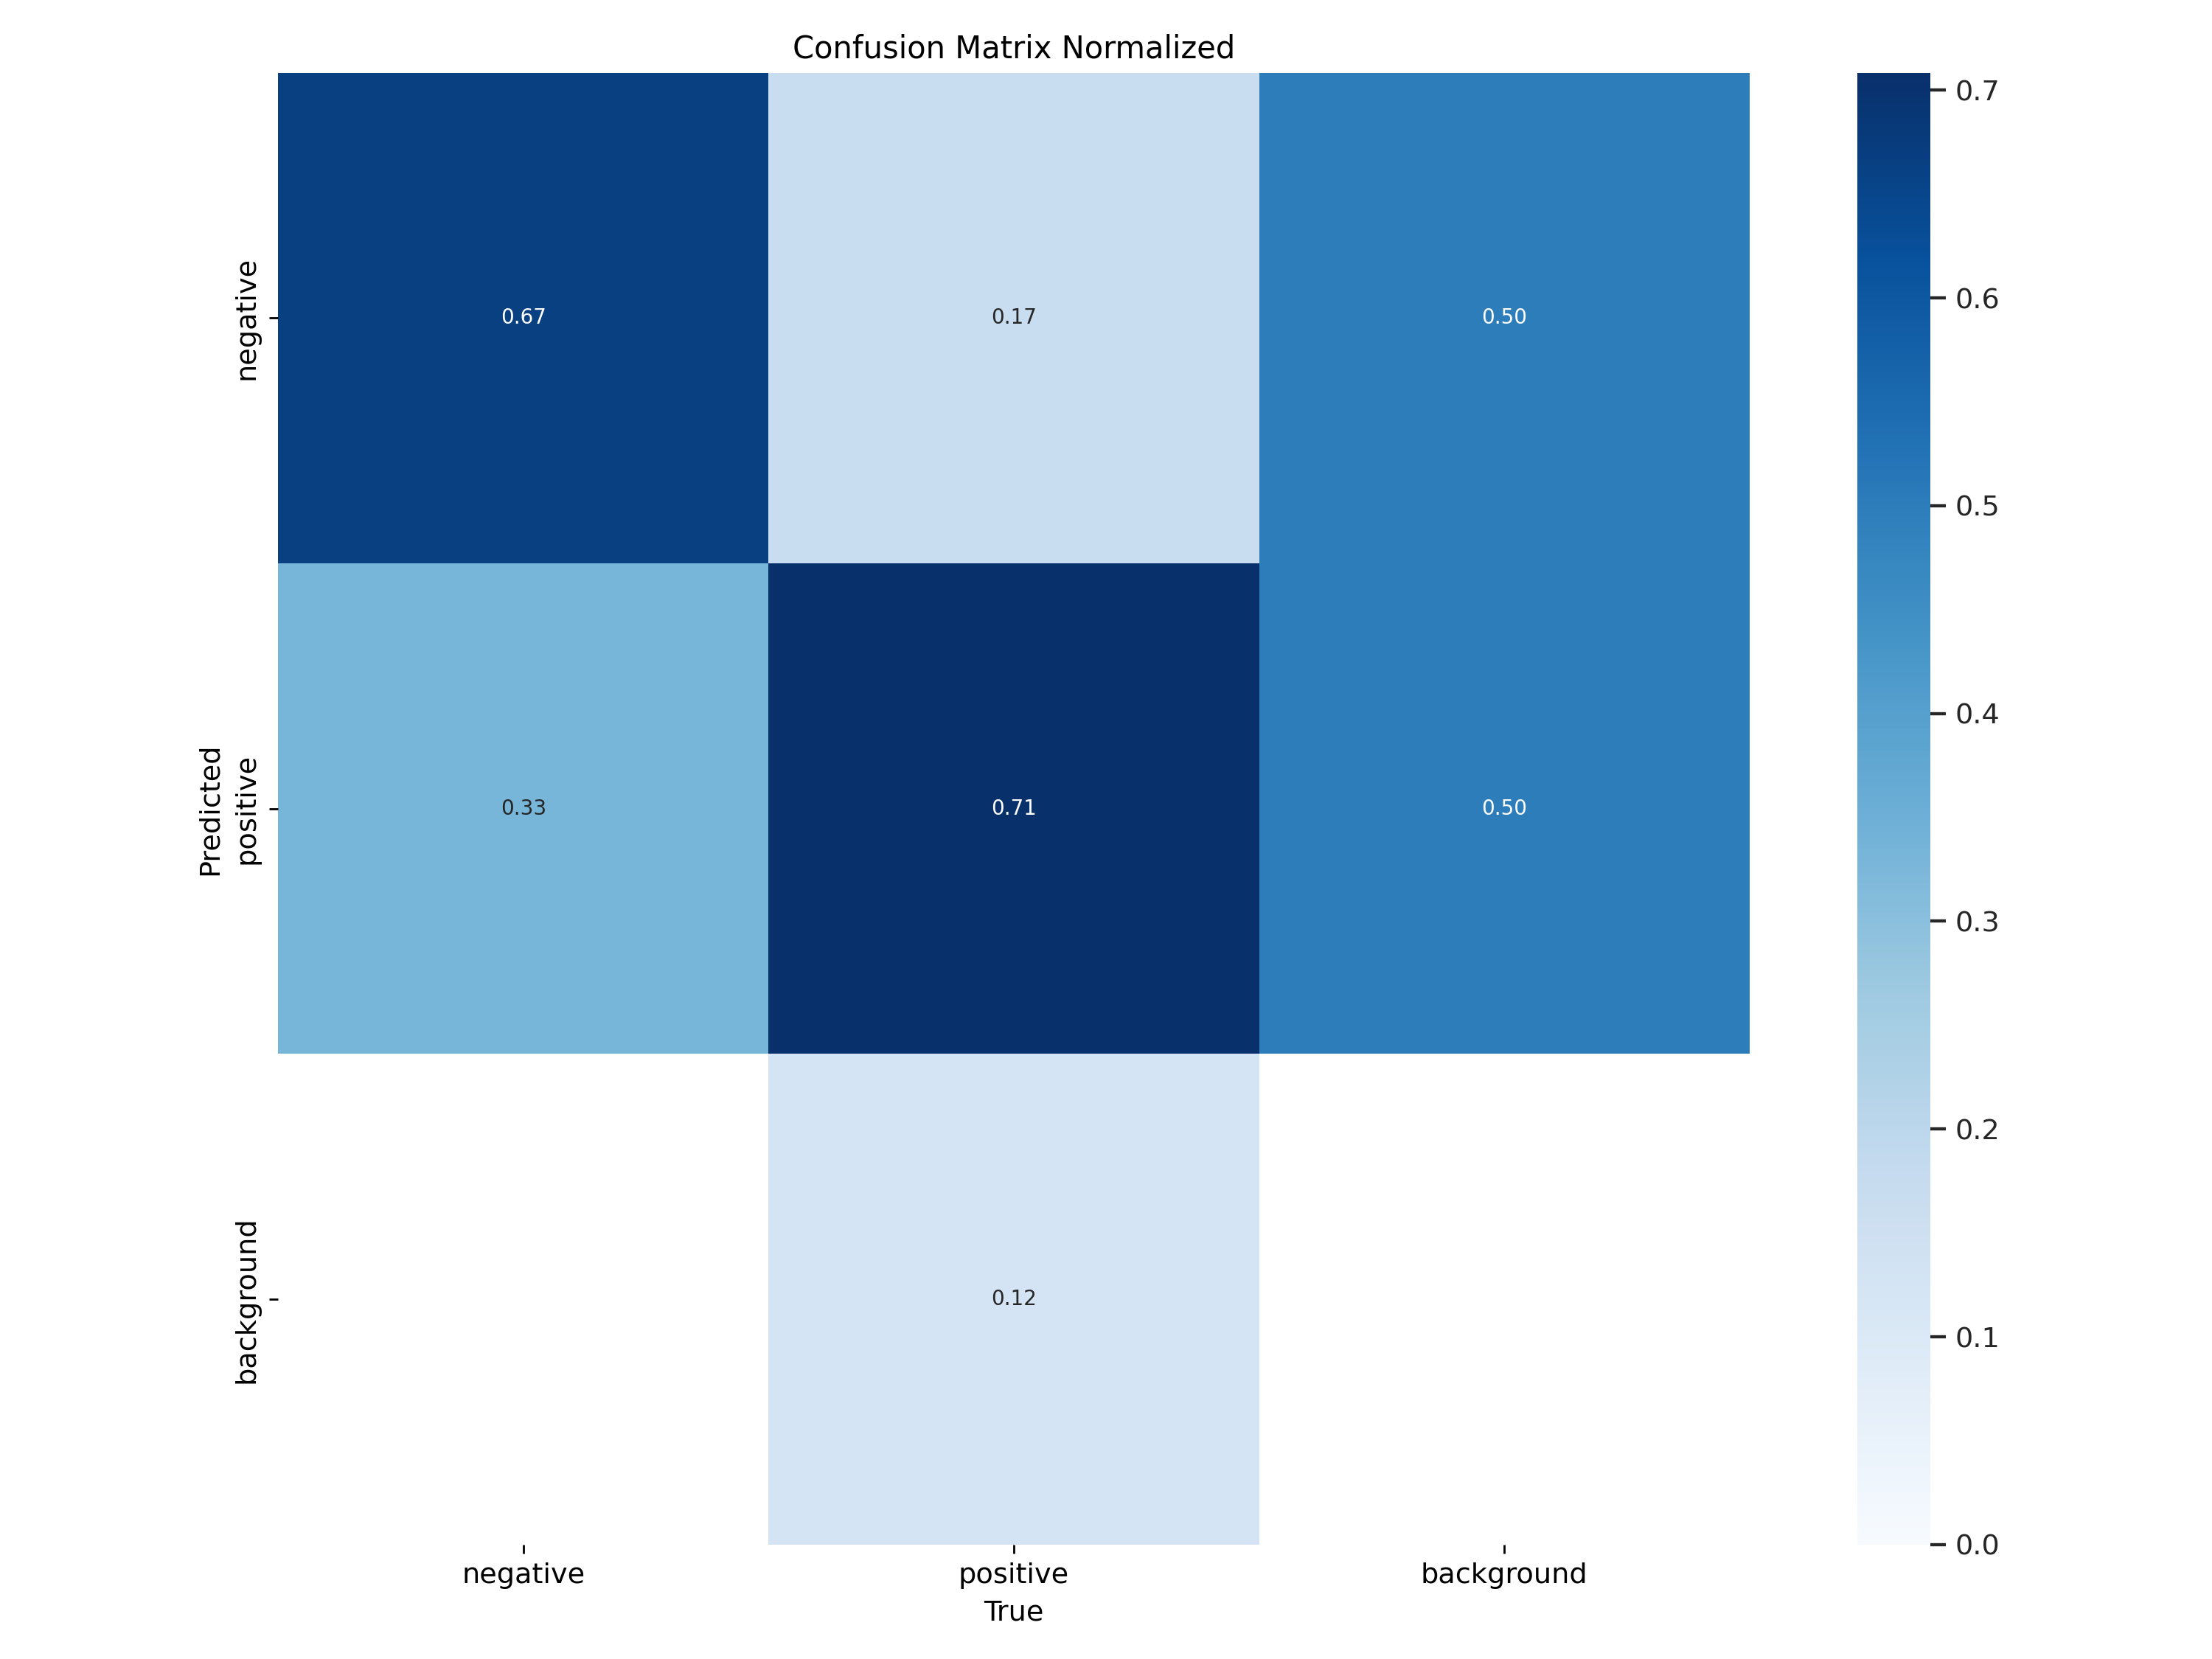 Confusion Matrix Normalized
negative
0.67
0.17
0.50
Predicted
positive
0.33
0.71
0.50
background
0.12
negative
positive
background
True
0.7
0.6
0.5
0.4
0.3
0.2
0.1
0.0